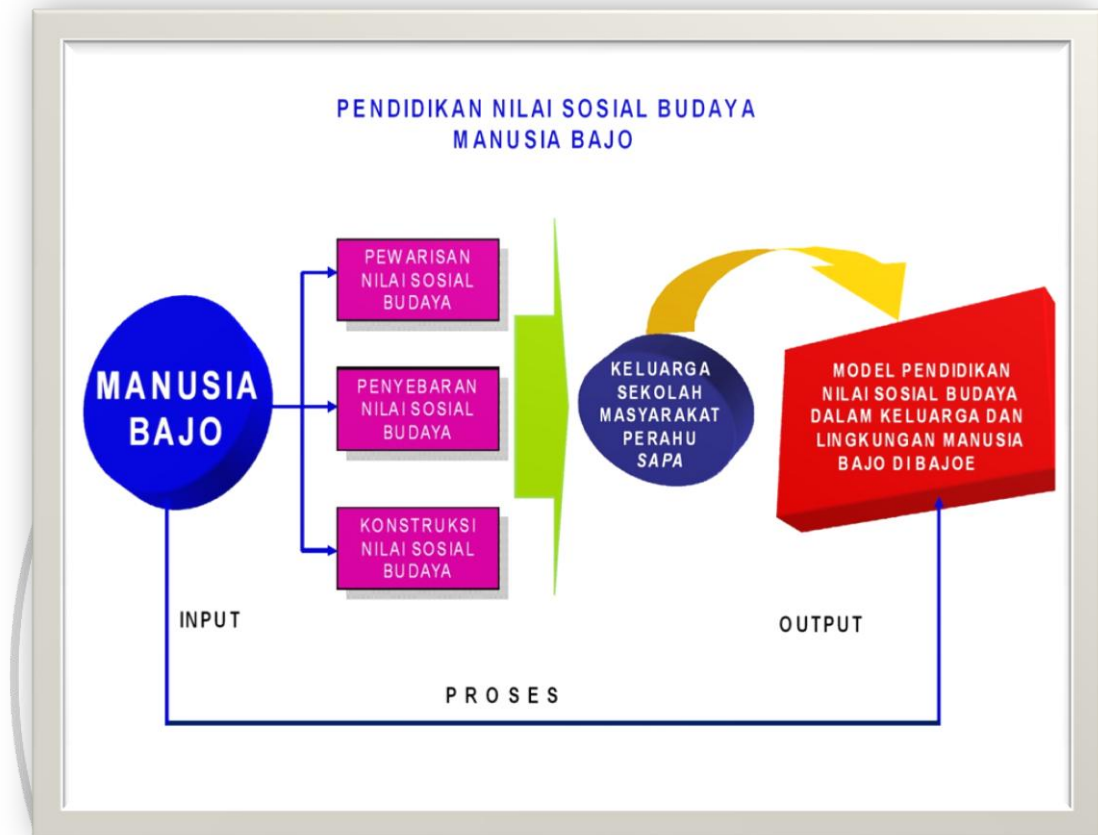 PENDIDIKAN NILAI SOSIAL BUDAYA
MANUSIA BAJO
MANUSIA
BAJO
PEWARISAN
NILAI SOSIAL
BUDAYA
PENYEBARAN
NILAI SOSIAL
BUDAYA
KONSTRUKSI
NILAI SOSIAL
BUDAYA
KELUARGA
SEKOLAH
MASYARAKAT
PERAHU
SAPA
MODEL PENDIDIKAN
NILAI SOSIAL BUDAYA
DALAM KELUARGA DAN
LINGKUNGAN MANUSIA
BAJO DI BAJOE
INPUT
OUTPUT
PROSES